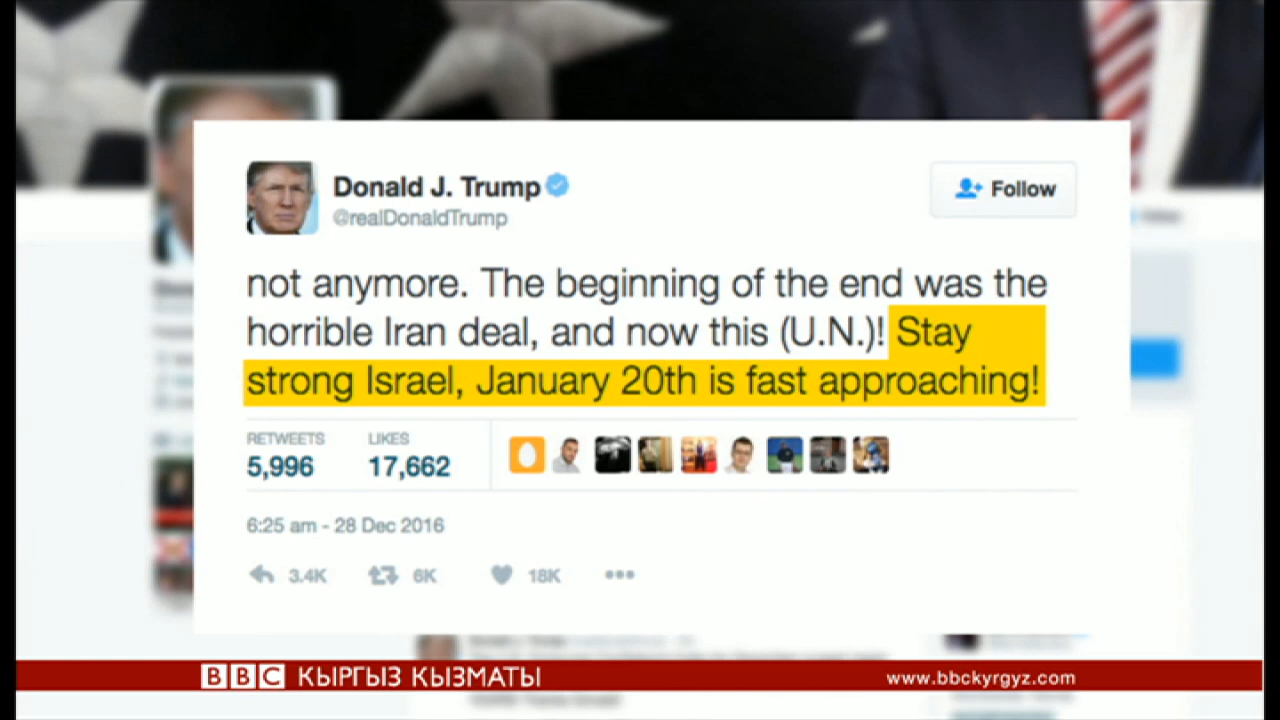 Donald J. Trump
@realDonaldTrump
Follow
not anymore. The beginning of the end was the
horrible Iran deal, and now this (U.N.)! Stay
strong Israel, January 20th is fast approaching!
RETWEETS LIKES
5,996 17,662
6:25 am - 28 Dec 2016
3.4K 6K 18K •••
BBC КЫРГЫЗ КЫЗМАТЫ www.bbckyrgyz.com